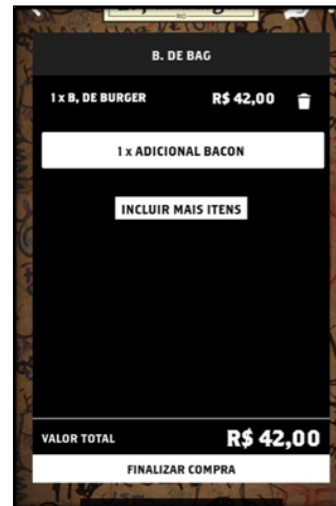 B. DE BAG
1 x B, DE BURGER R$ 42,00
1 x ADICIONAL BACON
INCLUIR MAIS ITENS
VALOR TOTAL R$ 42,00
FINALIZAR COMPRA